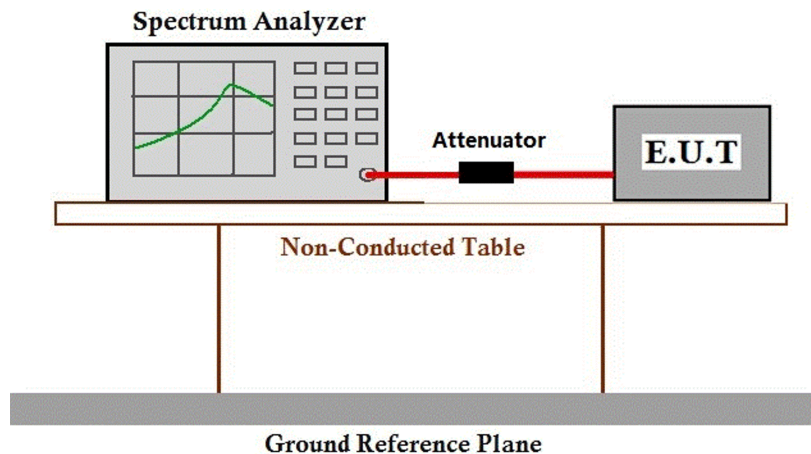 Spectrum Analyzer
Attenuator
E.U.T
Non-Conducted Table
Ground Reference Plane